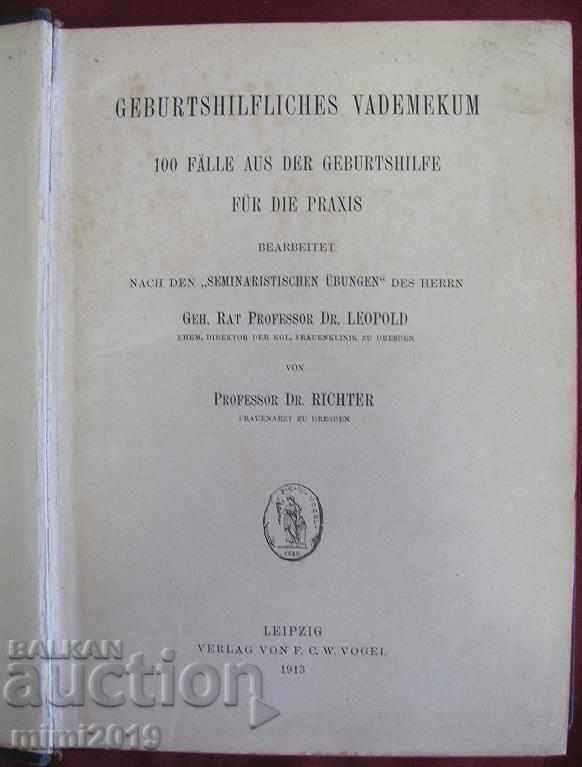 GEBURTSHILFLICHES VADEMEKUM
100 FÄLLE AUS DER GEBURTSHILFE
FÜR DIE PRAXIS
BEARBEITET
NACH DEN „SEMINARISTISCHEN ÜBUNGEN“ DES HERRN
GEH. RAT PROFESSOR DR. LEOPOLD
EHEM. DIREKTOR DER KGL. FRAUENKLINIK ZU DRESDEN
VON
PROFESSOR DR. RICHTER
FRAUENARZT ZU DRESDEN
F. C. W. VOGEL
LEIPZIG
VERLAG VON F. C. W. VOGEL
1913
BALKAN
auction
mimi2019